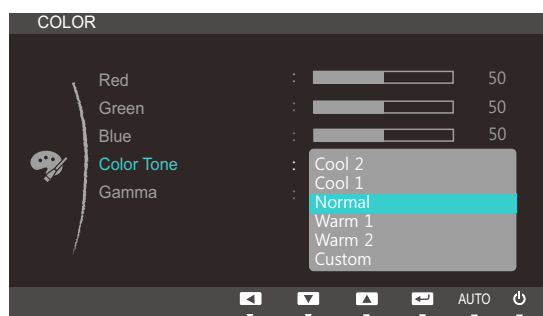 COLOR
Red : 50
Green : 50
Blue : 50
Color Tone : Cool 2
Cool 1
Gamma : Normal
Warm 1
Warm 2
Custom
AUTO